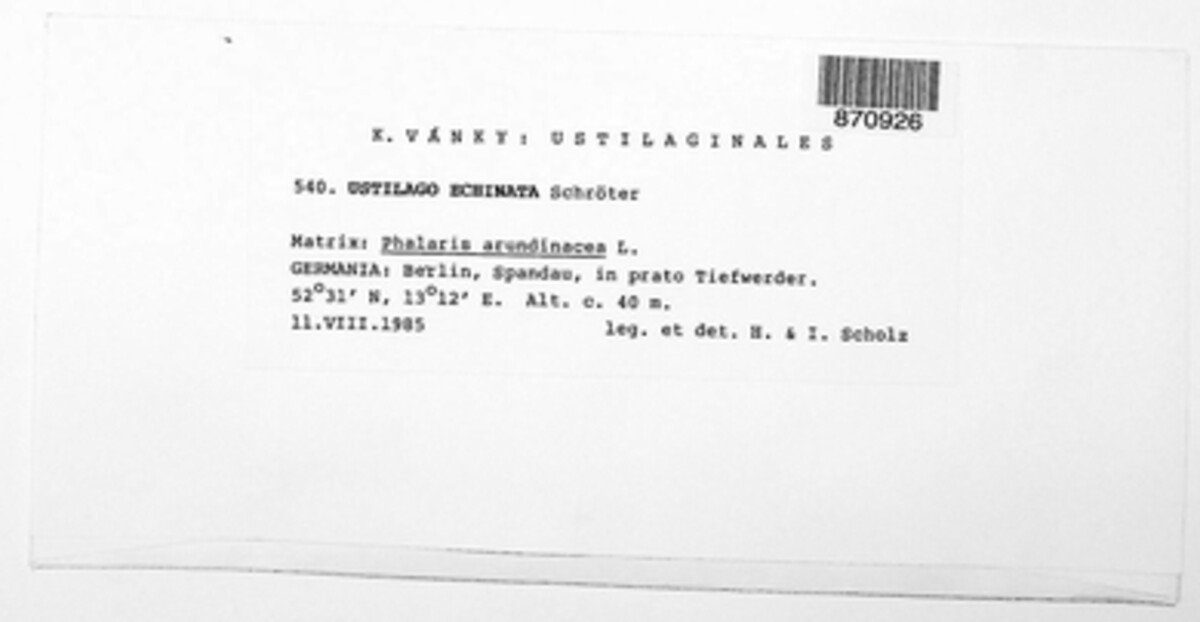 870926
K. VÁNKY: USTILAGINALES
540. USTILAGO ECHINATA Schröter
Matrix: Phalaris arundinacea L.
GERMANIA: Berlin, Spandau, in prato Tiefwerder.
52°31' N, 13°12' E. Alt. c. 40 m.
11.VIII.1985 leg. et det. H. & I. Scholz